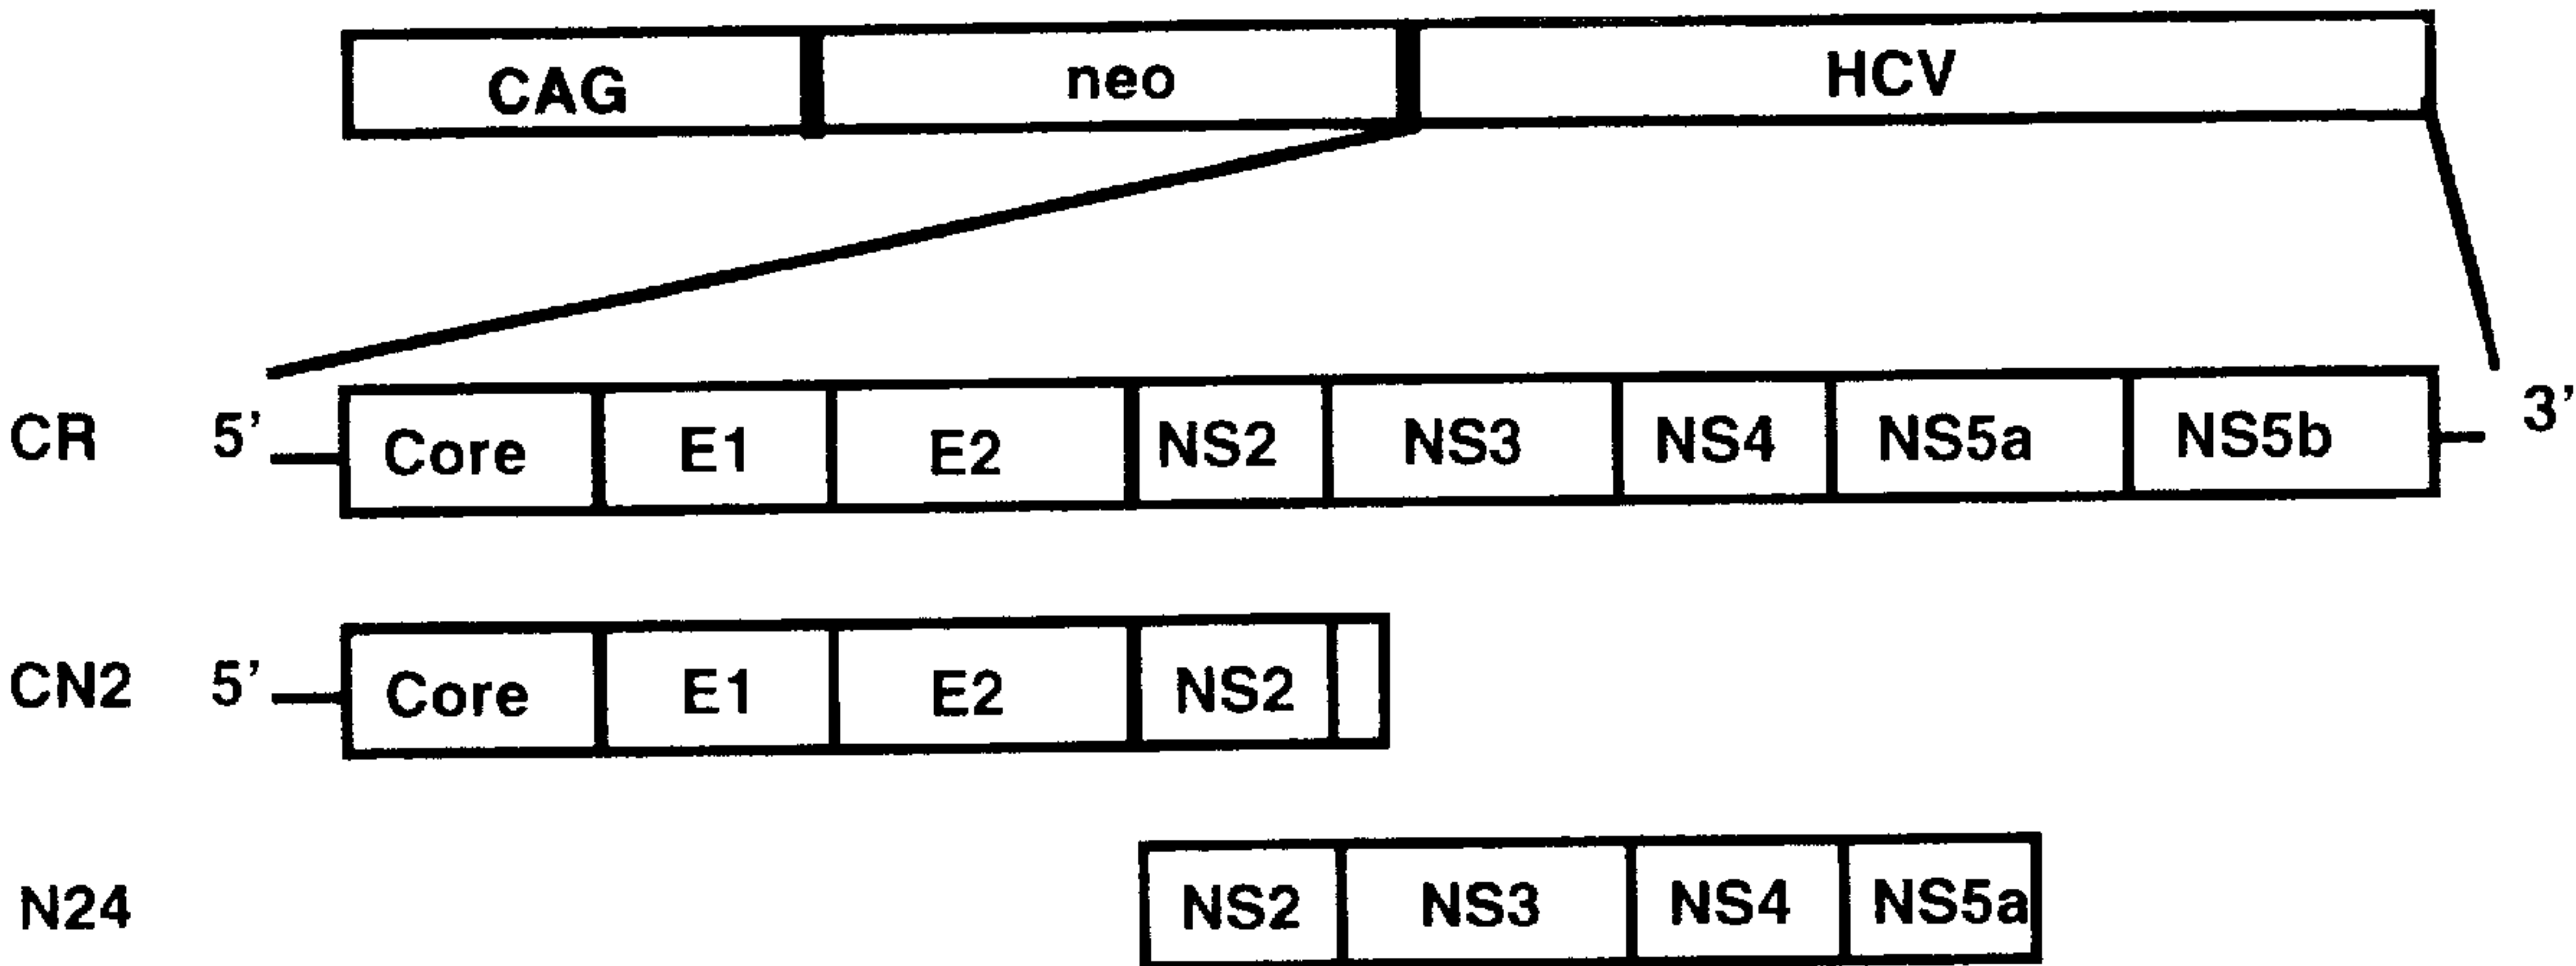 CAG neo HCV
CR 5' Core E1 E2 NS2 NS3 NS4 NS5a NS5b 3'
CN2 5' Core E1 E2 NS2
N24 NS2 NS3 NS4 NS5a